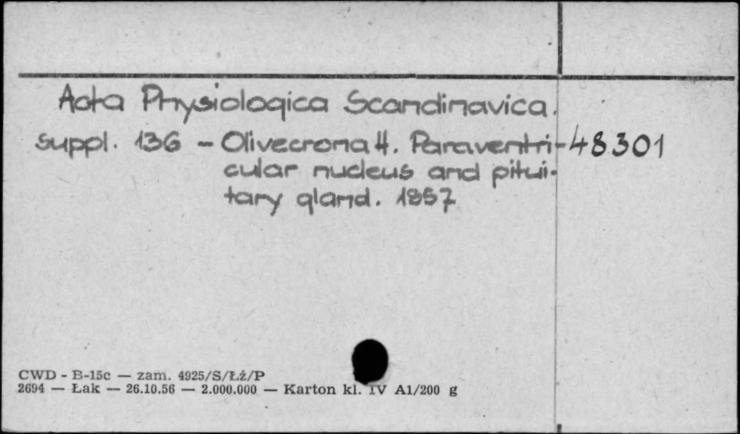 Acta Physiologica Scandinavica.
Suppl. 136 - Olivecrona H. Paraventri- 48301
cular nucleus and pitui-
tary gland. 1957
CWD - B-15c — zam. 4925/S/Łż/P
2694 — Łak — 26.10.56 — 2.000.000 — Karton kl. IV A1/200 g